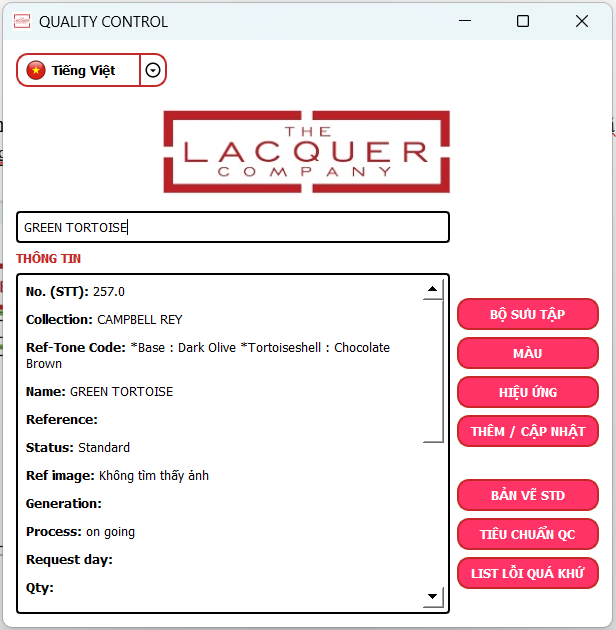 QUALITY CONTROL
Tiếng Việt
THE
LACQUER
COMPANY
GREEN TORTOISE
THÔNG TIN
No. (STT): 257.0
Collection: CAMPBELL REY
Ref-Tone Code: *Base : Dark Olive *Tortoiseshell : Chocolate
Brown
Name: GREEN TORTOISE
Reference:
Status: Standard
Ref image: Không tìm thấy ảnh
Generation:
Process: on going
Request day:
Qty:
BỘ SƯU TẬP
MÀU
HIỆU ỨNG
THÊM / CẬP NHẬT
BẢN VẼ STD
TIÊU CHUẨN QC
LIST LỖI QUÁ KHỨ